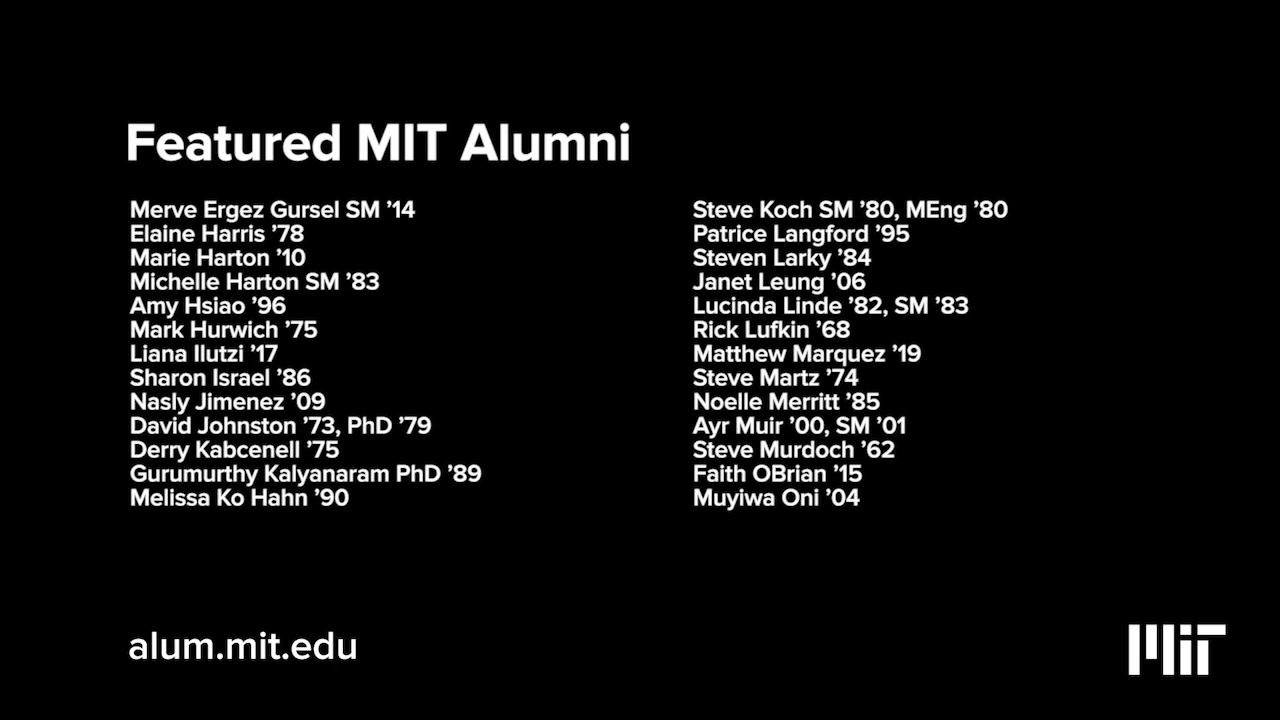 Featured MIT Alumni
Merve Ergez Gursel SM ’14
Elaine Harris ’78
Marie Harton ’10
Michelle Harton SM ’83
Amy Hsiao ’96
Mark Hurwich ’75
Liana Ilutzi ’17
Sharon Israel ’86
Nasly Jimenez ’09
David Johnston ’73, PhD ’79
Derry Kabcenell ’75
Gurumurthy Kalyanaram PhD ’89
Melissa Ko Hahn ’90
Steve Koch SM ’80, MEng ’80
Patrice Langford ’95
Steven Larky ’84
Janet Leung ’06
Lucinda Linde ’82, SM ’83
Rick Lufkin ’68
Matthew Marquez ’19
Steve Martz ’74
Noelle Merritt ’85
Ayr Muir ’00, SM ’01
Steve Murdoch ’62
Faith OBrian ’15
Muyiwa Oni ’04
alum.mit.edu
MIT